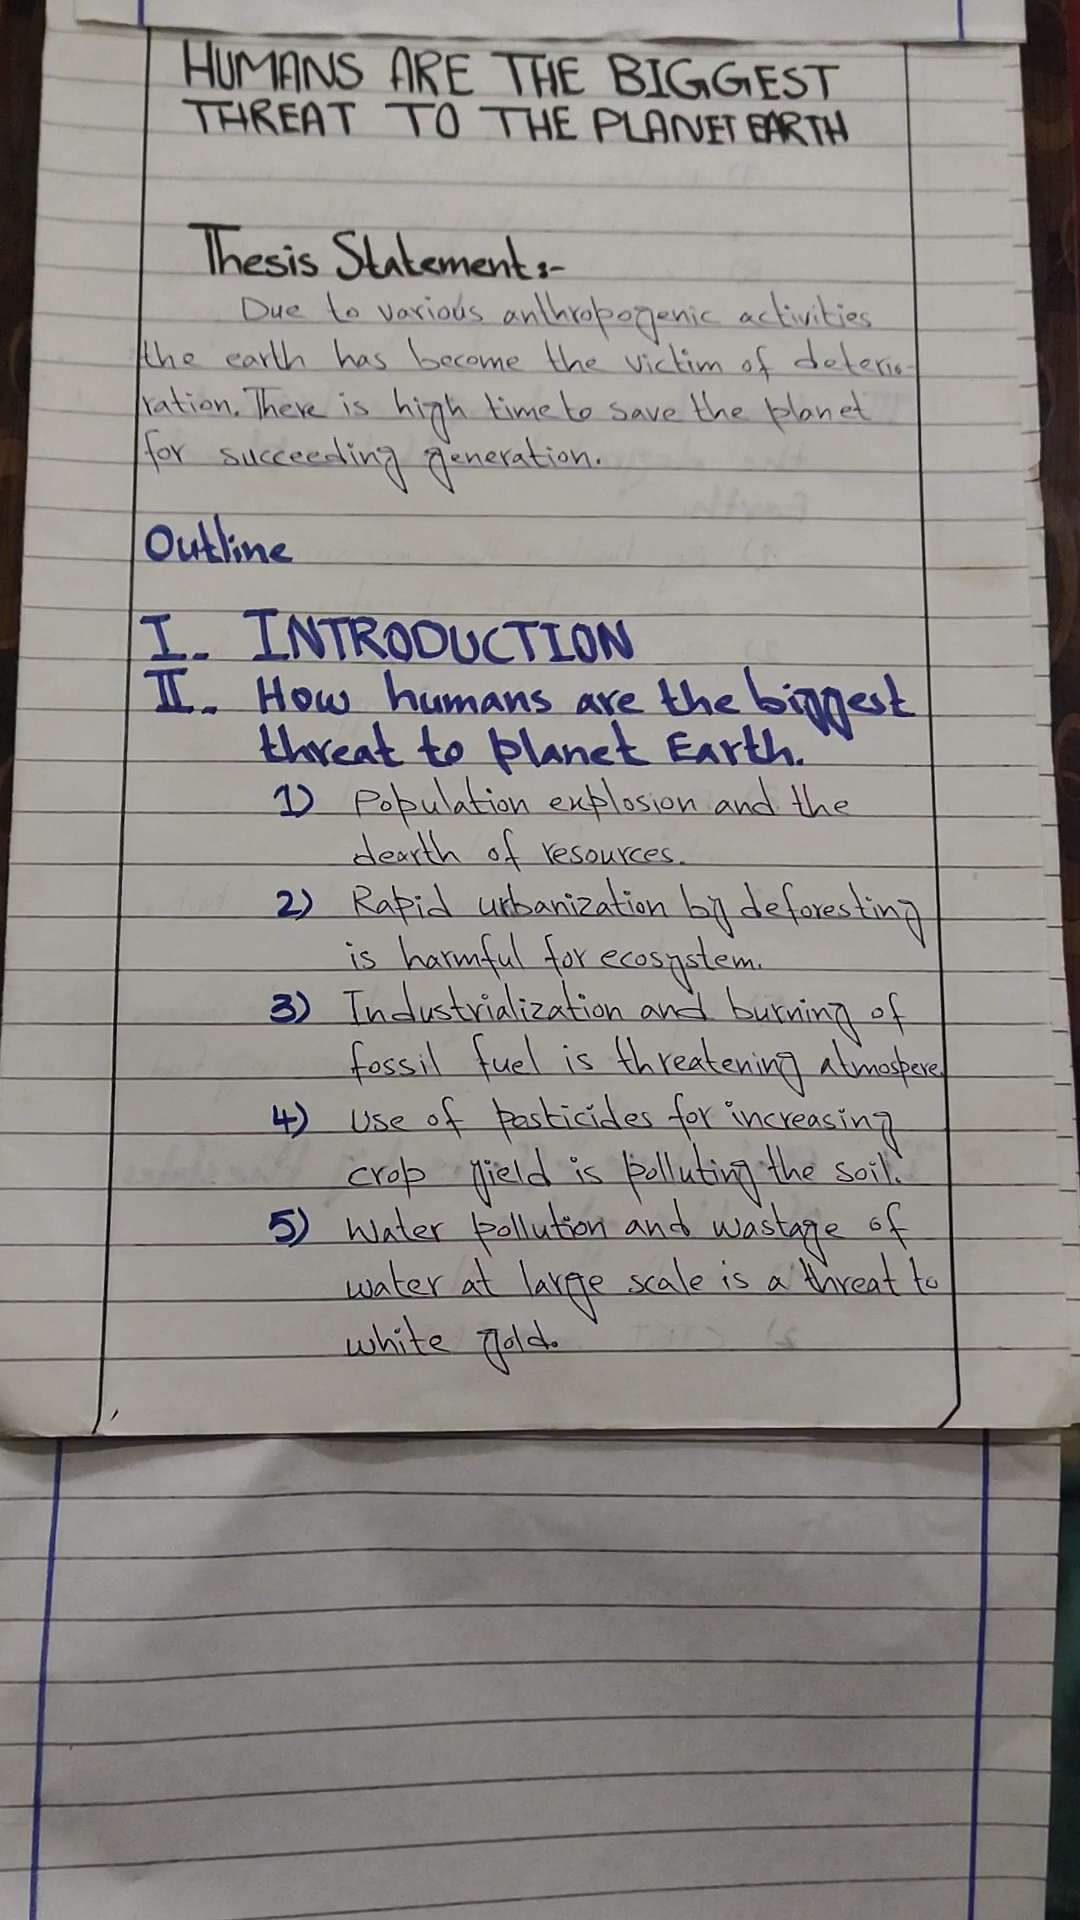 HUMANS ARE THE BIGGEST
THREAT TO THE PLANET EARTH
Thesis Statement:-
Due to various anthropogenic activities
the earth has become the victim of deterio-
ration. There is high time to save the planet
for succeeding generation.
Outline
I. INTRODUCTION
II. How humans are the biggest
threat to planet Earth.
1) Population explosion and the
dearth of resources.
2) Rapid urbanization by deforesting
is harmful for ecosystem.
3) Industrialization and burning of
fossil fuel is threatening atmospere
4) Use of pesticides for increasing
crop yield is polluting the soil.
5) Water pollution and wastage of
water at large scale is a threat to
white gold.